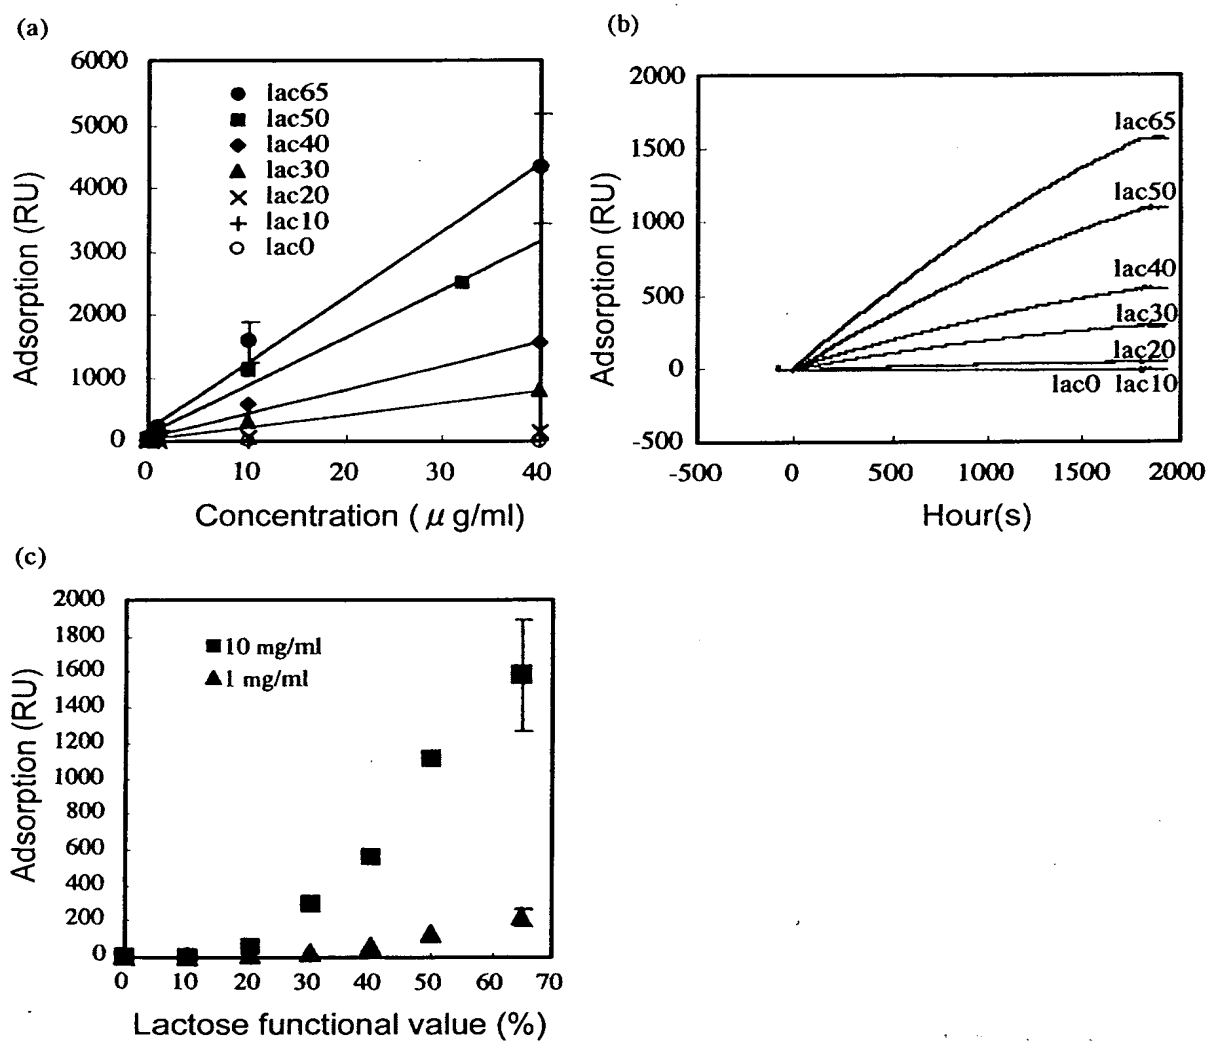 (a)
6000
5000
4000
3000
2000
1000
0
Adsorption (RU)
lac65
lac50
lac40
lac30
lac20
lac10
lac0
0 10 20 30 40
Concentration ( μ g/ml)
(b)
2000
1500
1000
500
0
-500
Adsorption (RU)
lac65
lac50
lac40
lac30
lac20
lac0 lac10
-500 0 500 1000 1500 2000
Hour(s)
(c)
2000
1800
1600
1400
1200
1000
800
600
400
200
0
Adsorption (RU)
10 mg/ml
1 mg/ml
0 10 20 30 40 50 60 70
Lactose functional value (%)